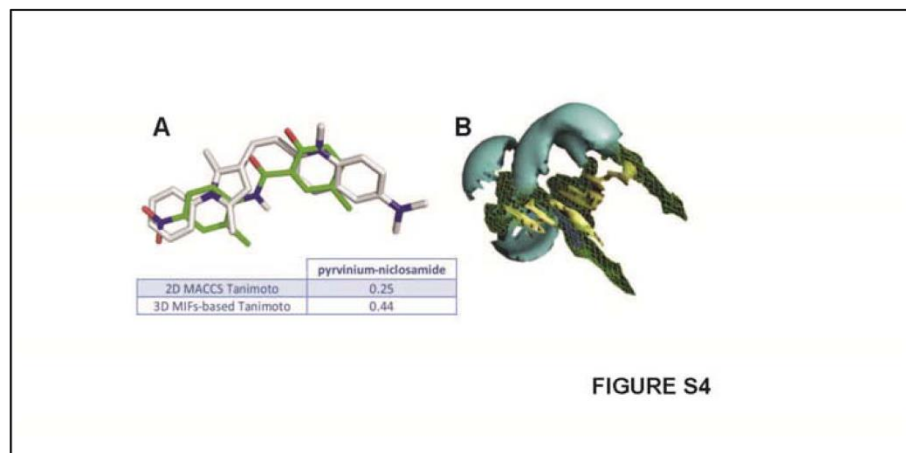 A
B
pyrvinium-niclosamide
2D MACCS Tanimoto 0.25
3D MIFs-based Tanimoto 0.44
FIGURE S4